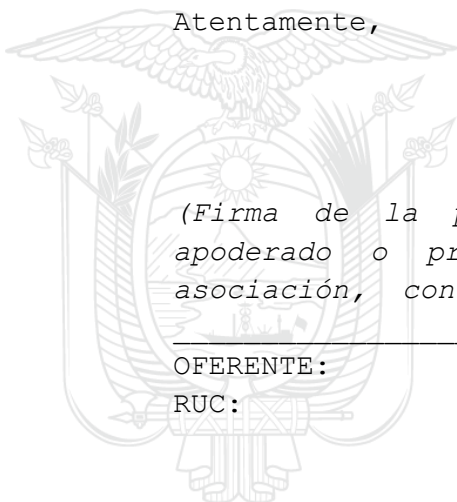 Atentamente,
(Firma de la
apoderado o
asociación, con
OFERENTE:
RUC: